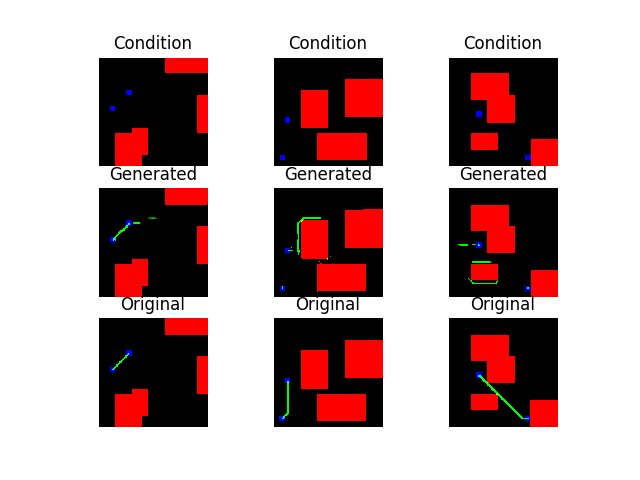 Condition Condition Condition
Generated Generated Generated
Original Original Original